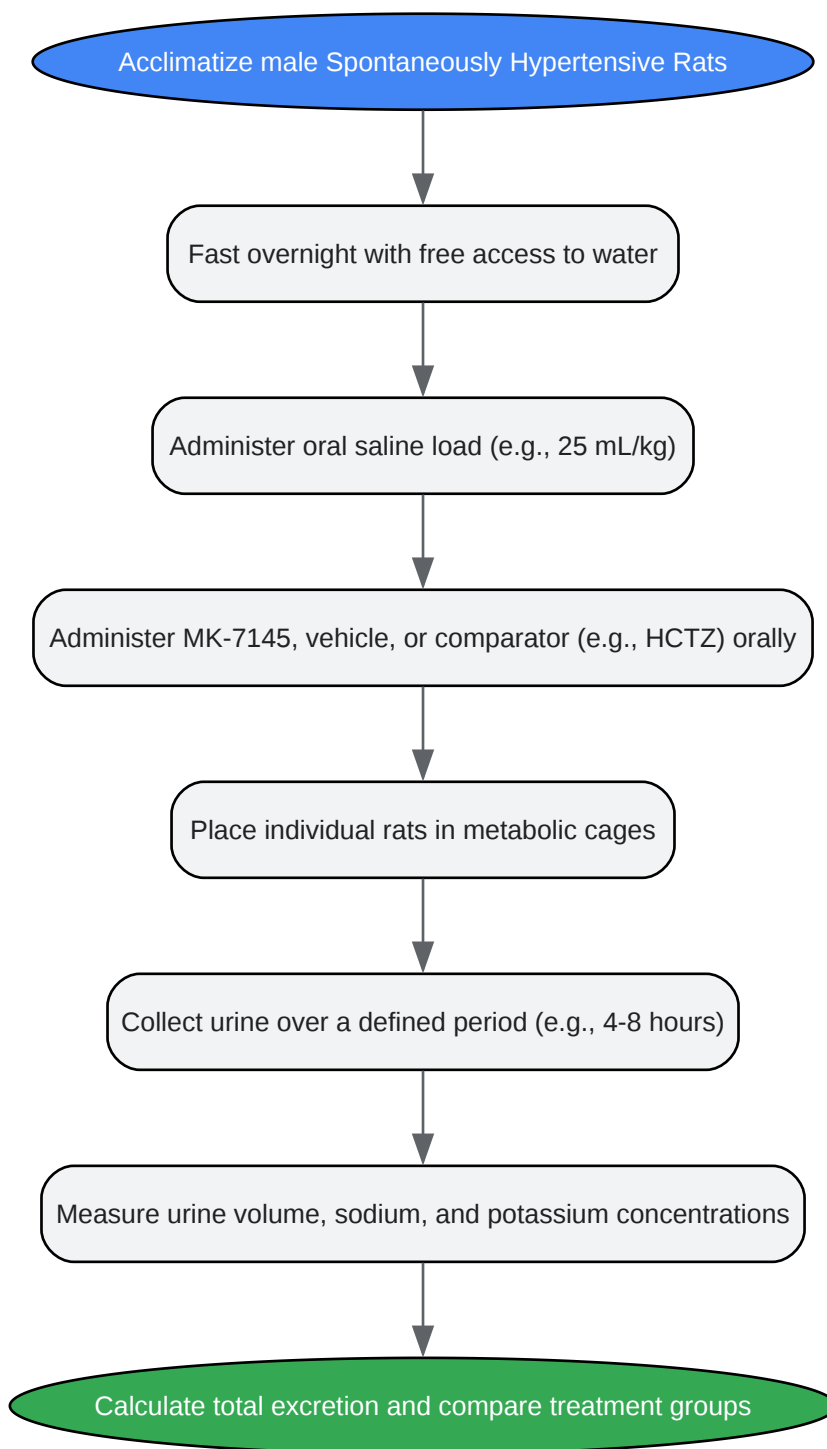 Acclimatize male Spontaneously Hypertensive Rats
Fast overnight with free access to water
Administer oral saline load (e.g., 25 mL/kg)
Administer MK-7145, vehicle, or comparator (e.g., HCTZ) orally
Place individual rats in metabolic cages
Collect urine over a defined period (e.g., 4-8 hours)
Measure urine volume, sodium, and potassium concentrations
Calculate total excretion and compare treatment groups